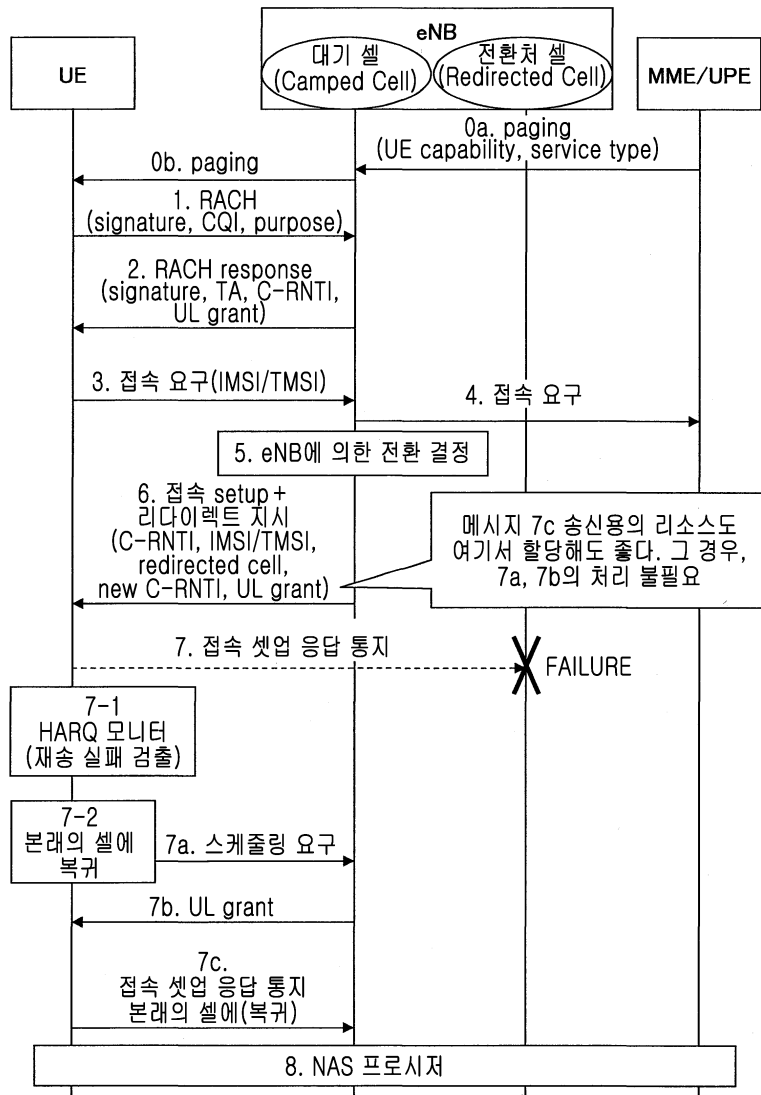 eNB
UE
대기 셀
(Camped Cell)
전환처 셀
(Redirected Cell)
MME/UPE
0a. paging
(UE capability, service type)
0b. paging
1. RACH
(signature, CQI, purpose)
2. RACH response
(signature, TA, C-RNTI,
UL grant)
3. 접속 요구(IMSI/TMSI)
4. 접속 요구
5. eNB에 의한 전환 결정
6. 접속 setup+
리다이렉트 지시
(C-RNTI, IMSI/TMSI,
redirected cell,
new C-RNTI, UL grant)
메시지 7c 송신용의 리소스도
여기서 할당해도 좋다. 그 경우,
7a, 7b의 처리 불필요
7. 접속 셋업 응답 통지
FAILURE
7-1
HARQ 모니터
(재송 실패 검출)
7-2
본래의 셀에
복귀
7a. 스케줄링 요구
7b. UL grant
7c.
접속 셋업 응답 통지
본래의 셀에(복귀)
8. NAS 프로시저